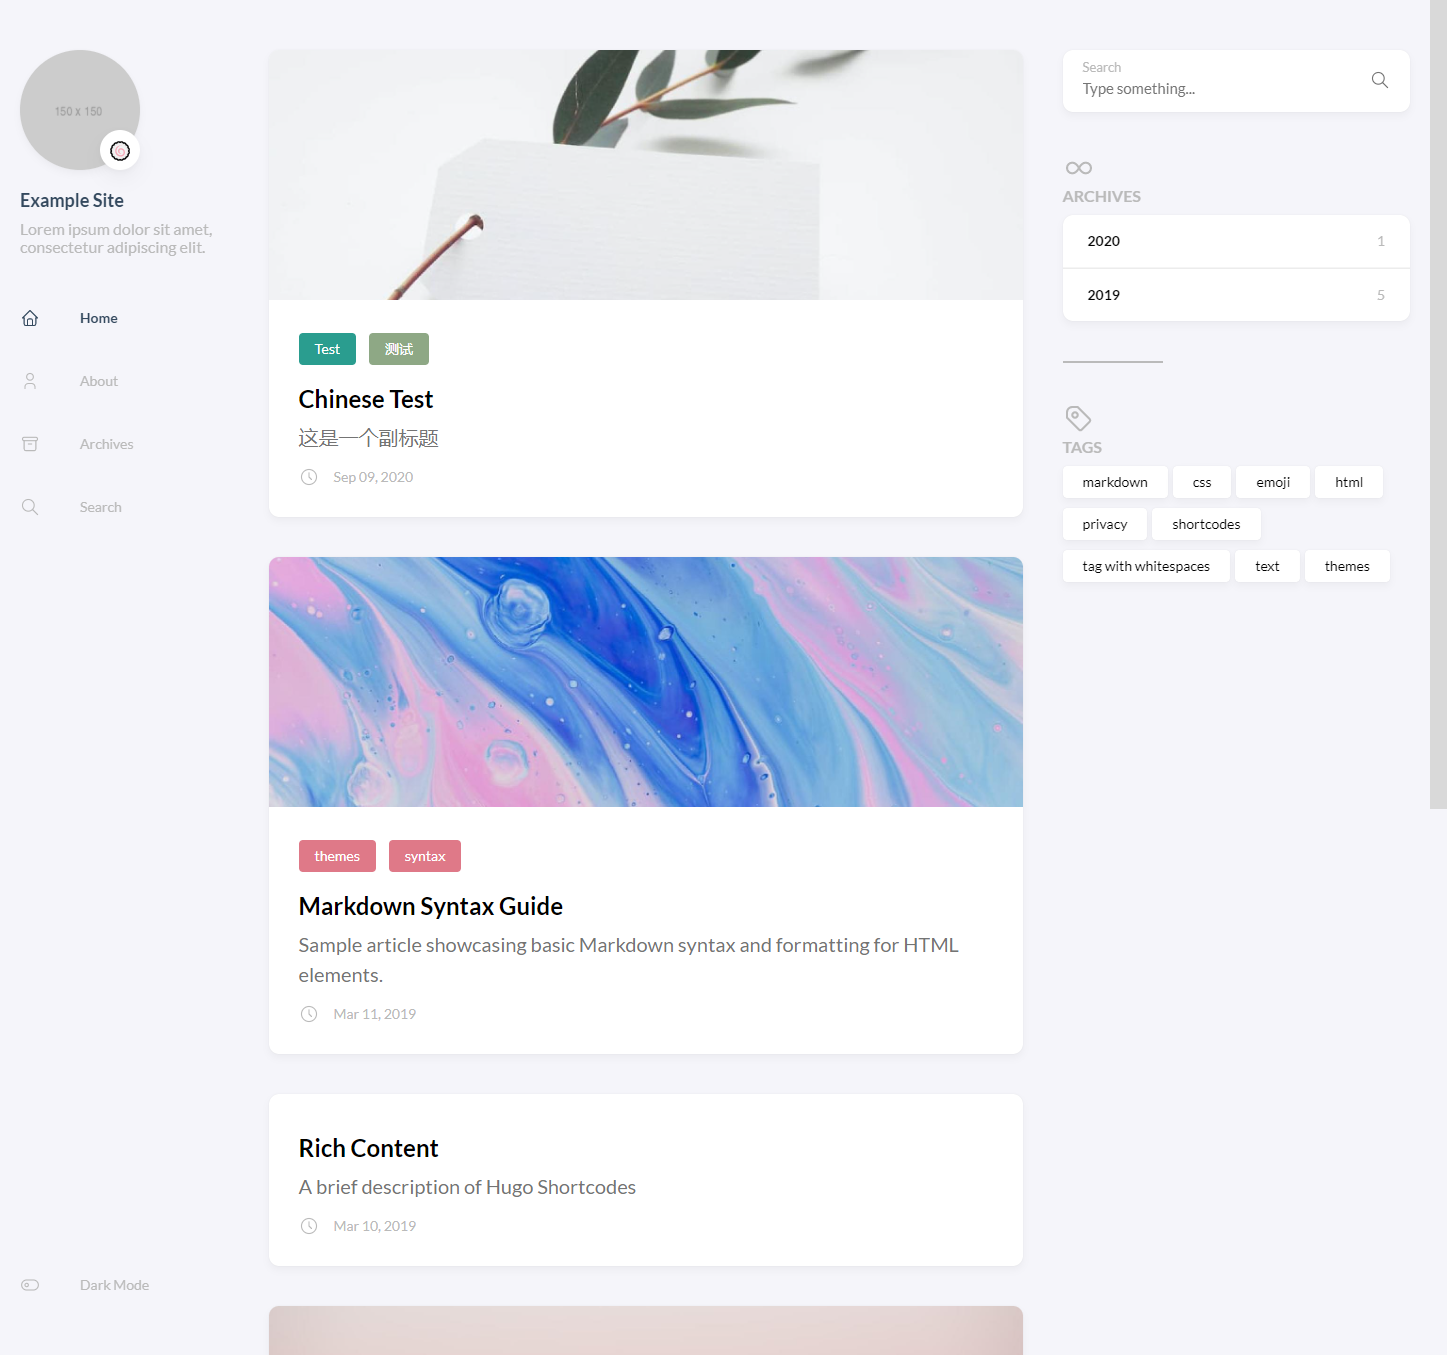 150 x 150
Example Site
Lorem ipsum dolor sit amet,
consectetur adipiscing elit.
Home
About
Archives
Search
Dark Mode
Test
测试
Chinese Test
这是一个副标题
Sep 09, 2020
themes
syntax
Markdown Syntax Guide
Sample article showcasing basic Markdown syntax and formatting for HTML
elements.
Mar 11, 2019
Rich Content
A brief description of Hugo Shortcodes
Mar 10, 2019
Search
Type something...
ARCHIVES
2020 1
2019 5
TAGS
markdown css emoji html
privacy shortcodes
tag with whitespaces text themes